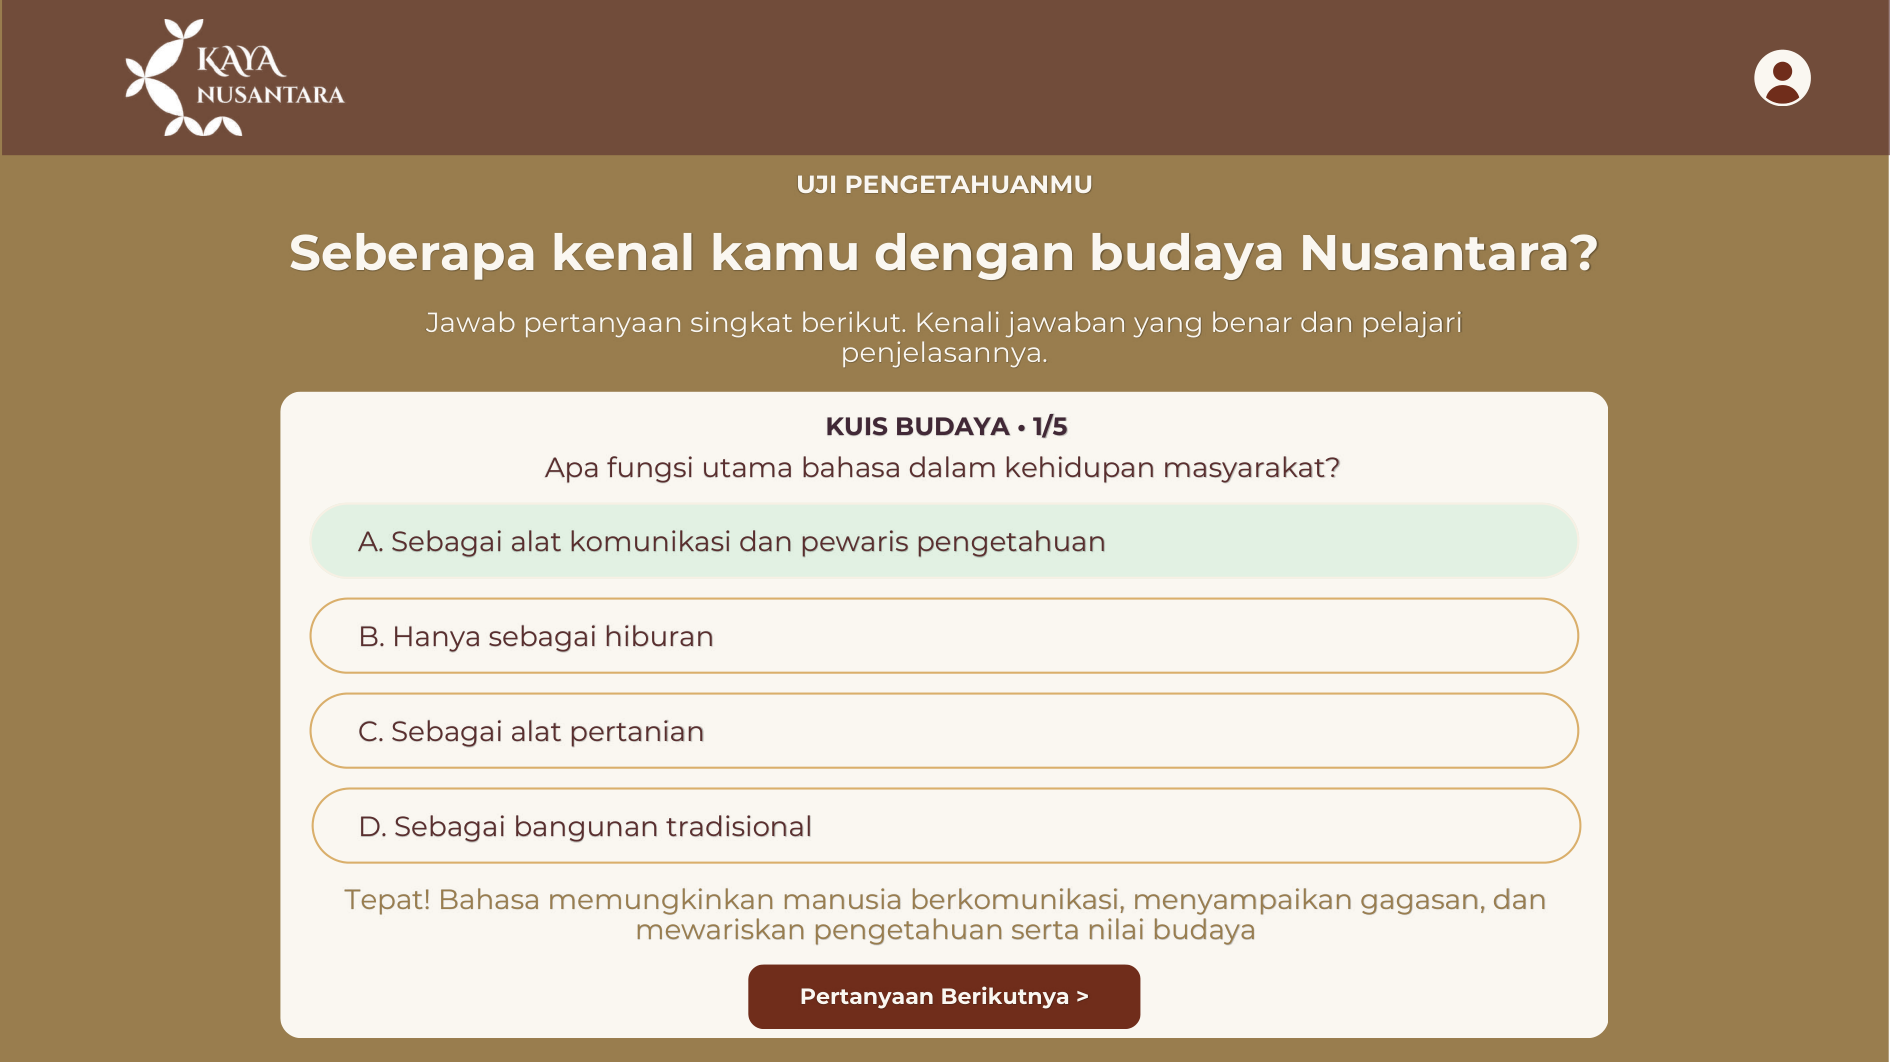 KAYA
NUSANTARA
UJI PENGETAHUANMU
Seberapa kenal kamu dengan budaya Nusantara?
Jawab pertanyaan singkat berikut. Kenali jawaban yang benar dan pelajari
penjelasannya.
KUIS BUDAYA • 1/5
Apa fungsi utama bahasa dalam kehidupan masyarakat?
A. Sebagai alat komunikasi dan pewaris pengetahuan
B. Hanya sebagai hiburan
C. Sebagai alat pertanian
D. Sebagai bangunan tradisional
Tepat! Bahasa memungkinkan manusia berkomunikasi, menyampaikan gagasan, dan
mewariskan pengetahuan serta nilai budaya
Pertanyaan Berikutnya >